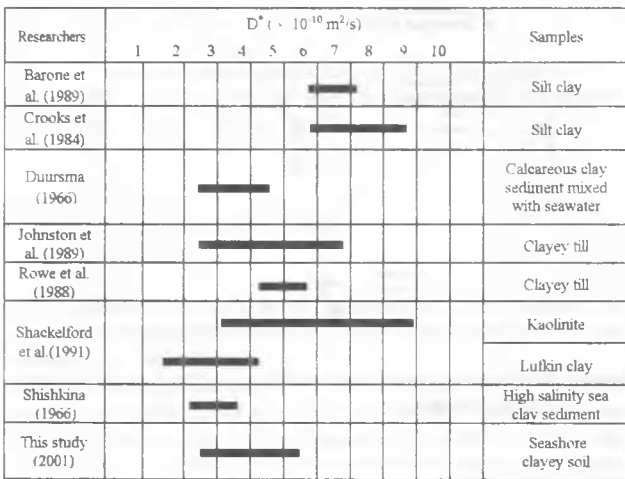 Researchers
D* ( × 10-10 m2/s)
1 2 3 4 5 6 7 8 9 10
Samples
Barone et
al. (1989)
Silt clay
Crooks et
al. (1984)
Silt clay
Duursma
(1966)
Calcareous clay
sediment mixed
with seawater
Johnston et
al. (1989)
Clayey till
Rowe et al.
(1988)
Clayey till
Shackelford
et al.(1991)
Kaolinite
Lufkin clay
Shishkina
(1966)
High salinity sea
clay sediment
This study
(2001)
Seashore
clayey soil